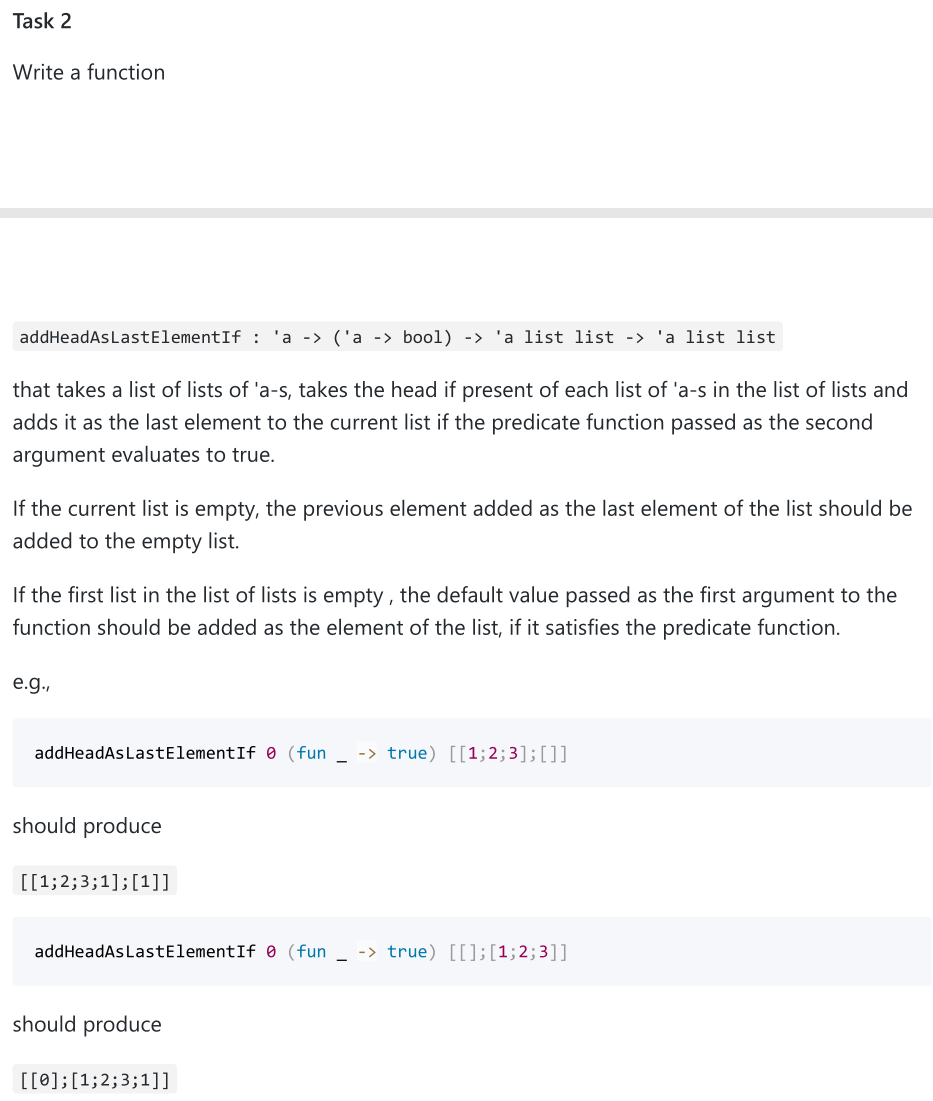 Task 2
Write a function
addHeadAsLastElementIf : 'a -> ('a -> bool) -> 'a list list -> 'a list list
that takes a list of lists of 'a-s, takes the head if present of each list of 'a-s in the list of lists and
adds it as the last element to the current list if the predicate function passed as the second
argument evaluates to true.
If the current list is empty, the previous element added as the last element of the list should be
added to the empty list.
If the first list in the list of lists is empty , the default value passed as the first argument to the
function should be added as the element of the list, if it satisfies the predicate function.
e.g.,
addHeadAsLastElementIf 0 (fun _ -> true) [[1;2;3];[]]
should produce
[[1;2;3;1];[1]]
addHeadAsLastElementIf 0 (fun _ -> true) [[];[1;2;3]]
should produce
[[0];[1;2;3;1]]